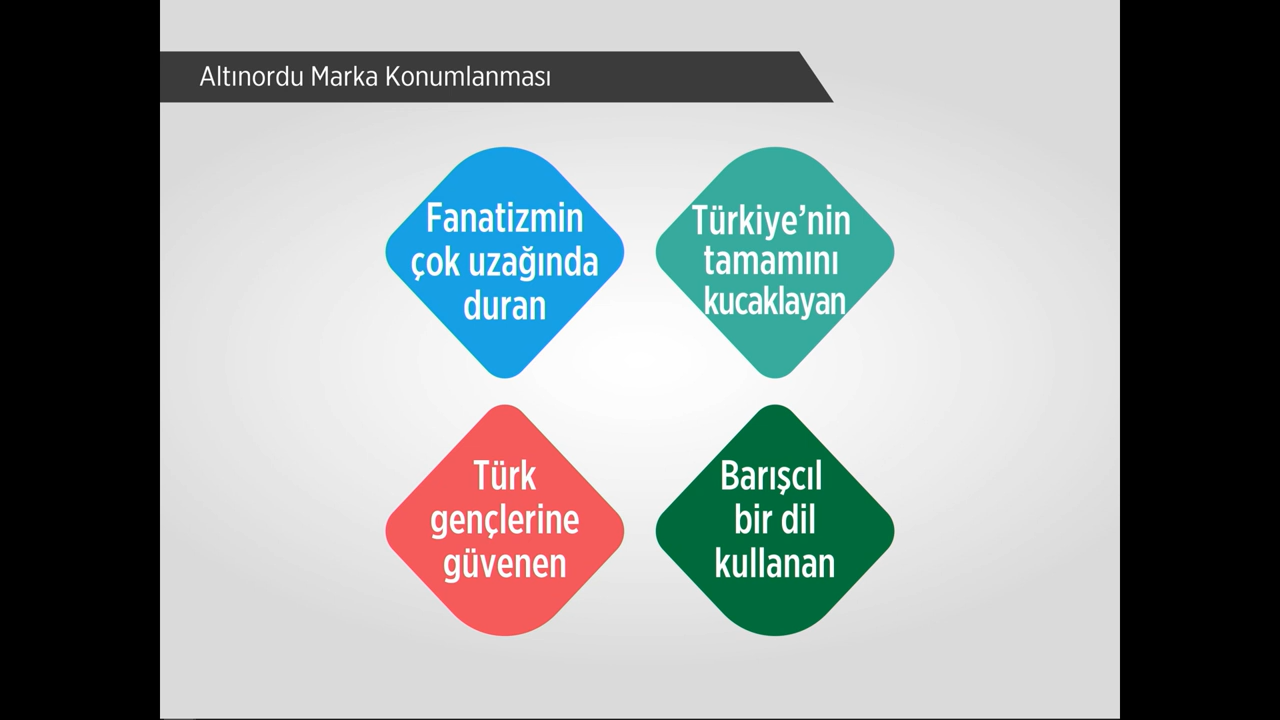 Altınordu Marka Konumlanması
Fanatizmin
çok uzağında
duran
Türkiye’nin
tamamını
kucaklayan
Türk
gençlerine
güvenen
Barışcıl
bir dil
kullanan